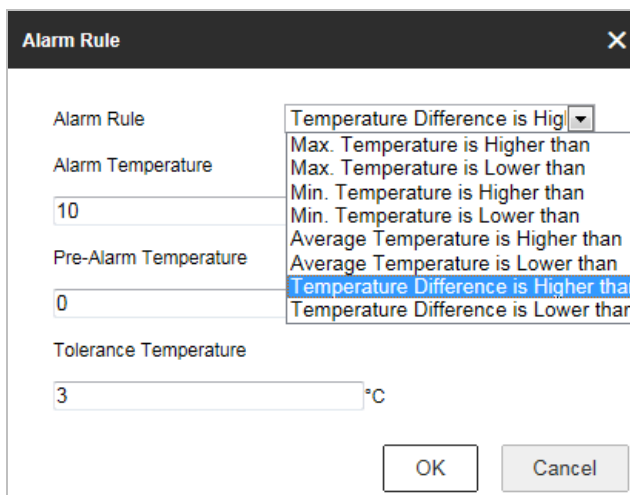 Alarm Rule
Alarm Rule
Temperature Difference is Hig
Max. Temperature is Higher than
Alarm Temperature
Max. Temperature is Lower than
Min. Temperature is Higher than
10
Min. Temperature is Lower than
Average Temperature is Higher than
Pre-Alarm Temperature
Average Temperature is Lower than
Temperature Difference is Higher than
0
Temperature Difference is Lower than
Tolerance Temperature
3 °C
OK Cancel